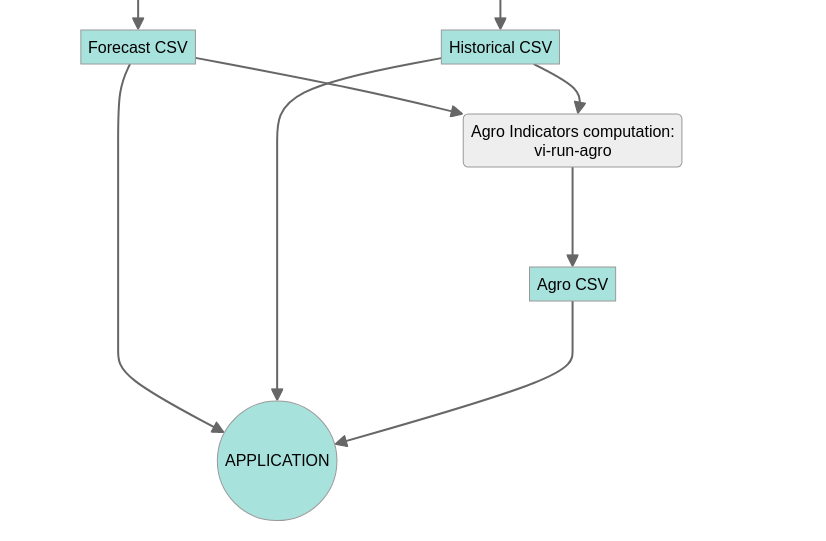 Forecast CSV
Historical CSV
Agro Indicators computation:
vi-run-agro
Agro CSV
APPLICATION